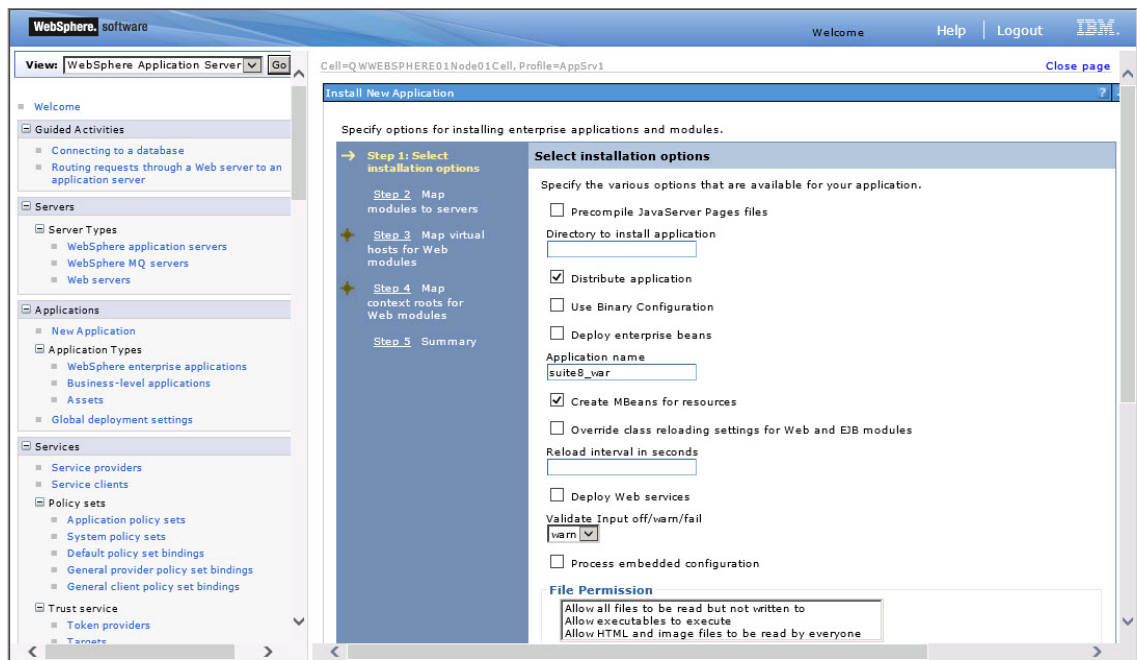 WebSphere. software
Welcome Help Logout IBM.
View: WebSphere Application Server Go
Cell=QWWEBSPHERE01Node01Cell, Profile=AppSrv1 Close page
Welcome
Guided Activities
Connecting to a database
Routing requests through a Web server to an
application server
Servers
Server Types
WebSphere application servers
WebSphere MQ servers
Web servers
Applications
New Application
Application Types
WebSphere enterprise applications
Business-level applications
Assets
Global deployment settings
Services
Service providers
Service clients
Policy sets
Application policy sets
System policy sets
Default policy set bindings
General provider policy set bindings
General client policy set bindings
Trust service
Token providers
Targets
Install New Application ?
Specify options for installing enterprise applications and modules.
Step 1: Select
installation options
Step 2 Map
modules to servers
Step 3 Map virtual
hosts for Web
modules
Step 4 Map
context roots for
Web modules
Step 5 Summary
Select installation options
Specify the various options that are available for your application.
Precompile JavaServer Pages files
Directory to install application
Distribute application
Use Binary Configuration
Deploy enterprise beans
Application name
suite8_war
Create MBeans for resources
Override class reloading settings for Web and EJB modules
Reload interval in seconds
Deploy Web services
Validate Input off/warn/fail
warn
Process embedded configuration
File Permission
Allow all files to be read but not written to
Allow executables to execute
Allow HTML and image files to be read by everyone